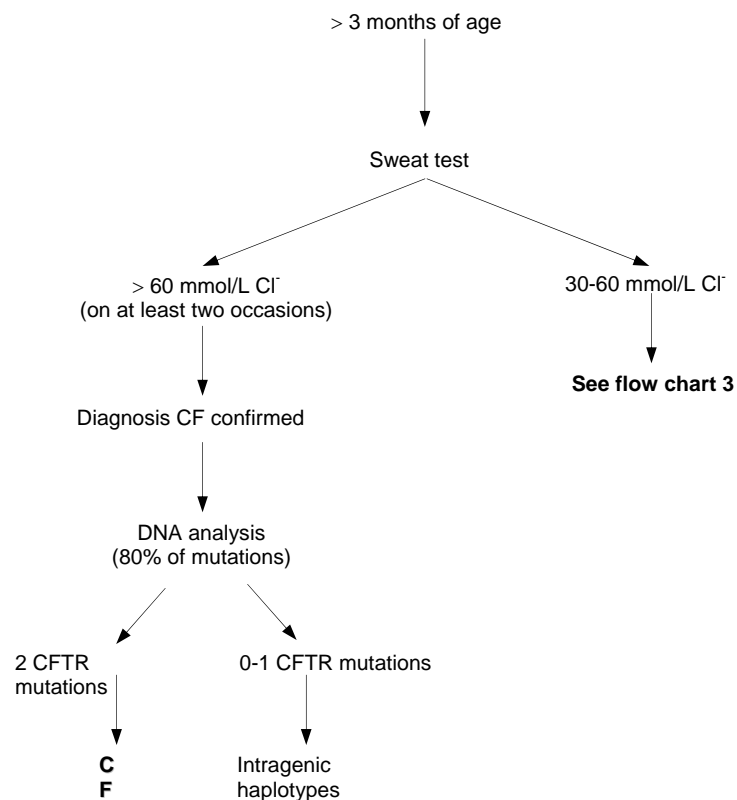 > 3 months of age
Sweat test
> 60 mmol/L Cl⁻
(on at least two occasions)
30-60 mmol/L Cl⁻
See flow chart 3
Diagnosis CF confirmed
DNA analysis
(80% of mutations)
2 CFTR
mutations
0-1 CFTR mutations
C
F
Intragenic
haplotypes